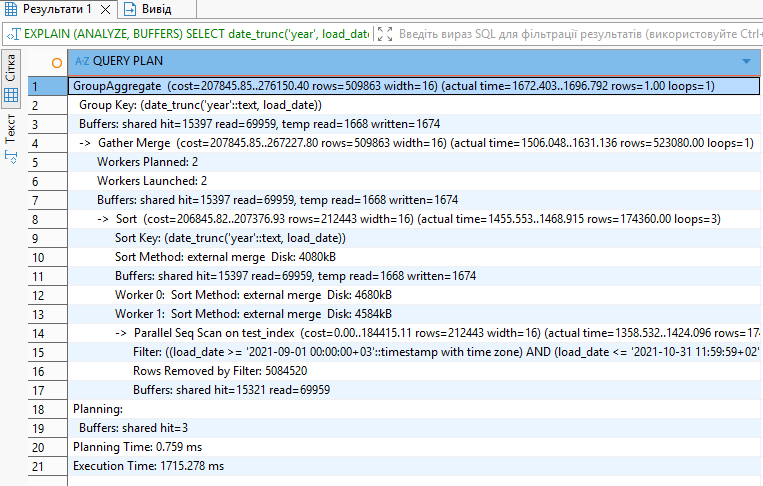 Результати 1
Вивід
EXPLAIN (ANALYZE, BUFFERS) SELECT date_trunc('year', load_dat
Введіть вираз SQL для фільтрації результатів (використовуйте Ctrl+
Сітка
Текст
A-Z QUERY PLAN
1 GroupAggregate (cost=207845.85..276150.40 rows=509863 width=16) (actual time=1672.403..1696.792 rows=1.00 loops=1)
2 Group Key: (date_trunc('year'::text, load_date))
3 Buffers: shared hit=15397 read=69959, temp read=1668 written=1674
4 -> Gather Merge (cost=207845.85..267227.80 rows=509863 width=16) (actual time=1506.048..1631.136 rows=523080.00 loops=1)
5 Workers Planned: 2
6 Workers Launched: 2
7 Buffers: shared hit=15397 read=69959, temp read=1668 written=1674
8 -> Sort (cost=206845.82..207376.93 rows=212443 width=16) (actual time=1455.553..1468.915 rows=174360.00 loops=3)
9 Sort Key: (date_trunc('year'::text, load_date))
10 Sort Method: external merge Disk: 4080kB
11 Buffers: shared hit=15397 read=69959, temp read=1668 written=1674
12 Worker 0: Sort Method: external merge Disk: 4680kB
13 Worker 1: Sort Method: external merge Disk: 4584kB
14 -> Parallel Seq Scan on test_index (cost=0.00..184415.11 rows=212443 width=16) (actual time=1358.532..1424.096 rows=174
15 Filter: ((load_date >= '2021-09-01 00:00:00+03'::timestamp with time zone) AND (load_date <= '2021-10-31 11:59:59+02'
16 Rows Removed by Filter: 5084520
17 Buffers: shared hit=15321 read=69959
18 Planning:
19 Buffers: shared hit=3
20 Planning Time: 0.759 ms
21 Execution Time: 1715.278 ms